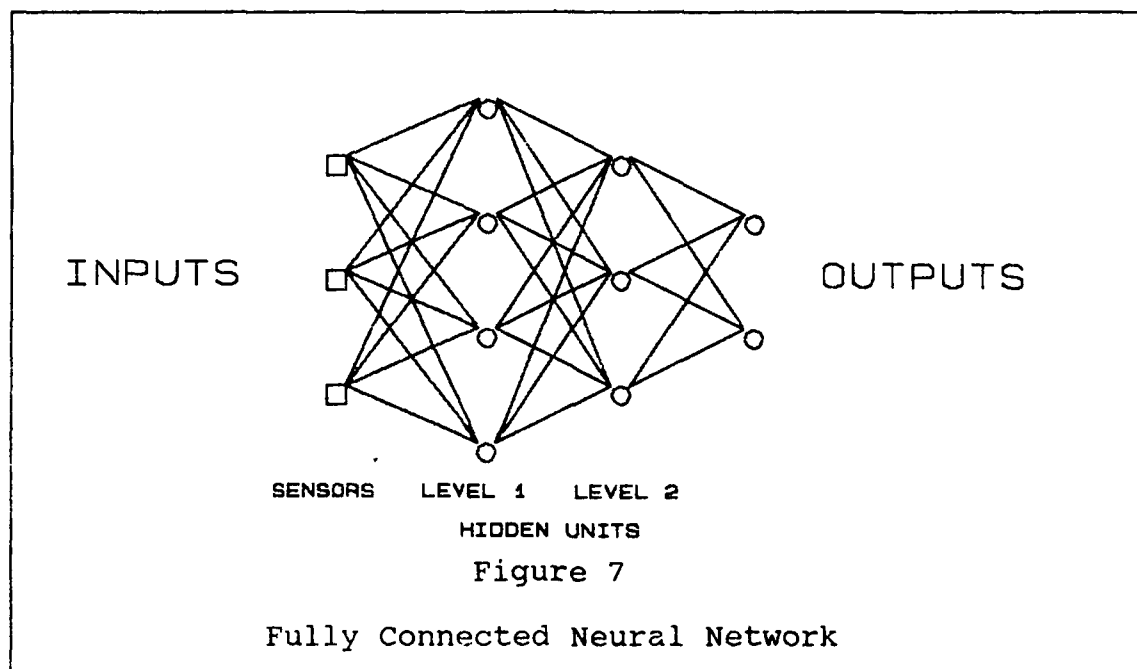 INPUTS
OUTPUTS
SENSORS LEVEL 1 LEVEL 2
HIDDEN UNITS
Figure 7
Fully Connected Neural Network